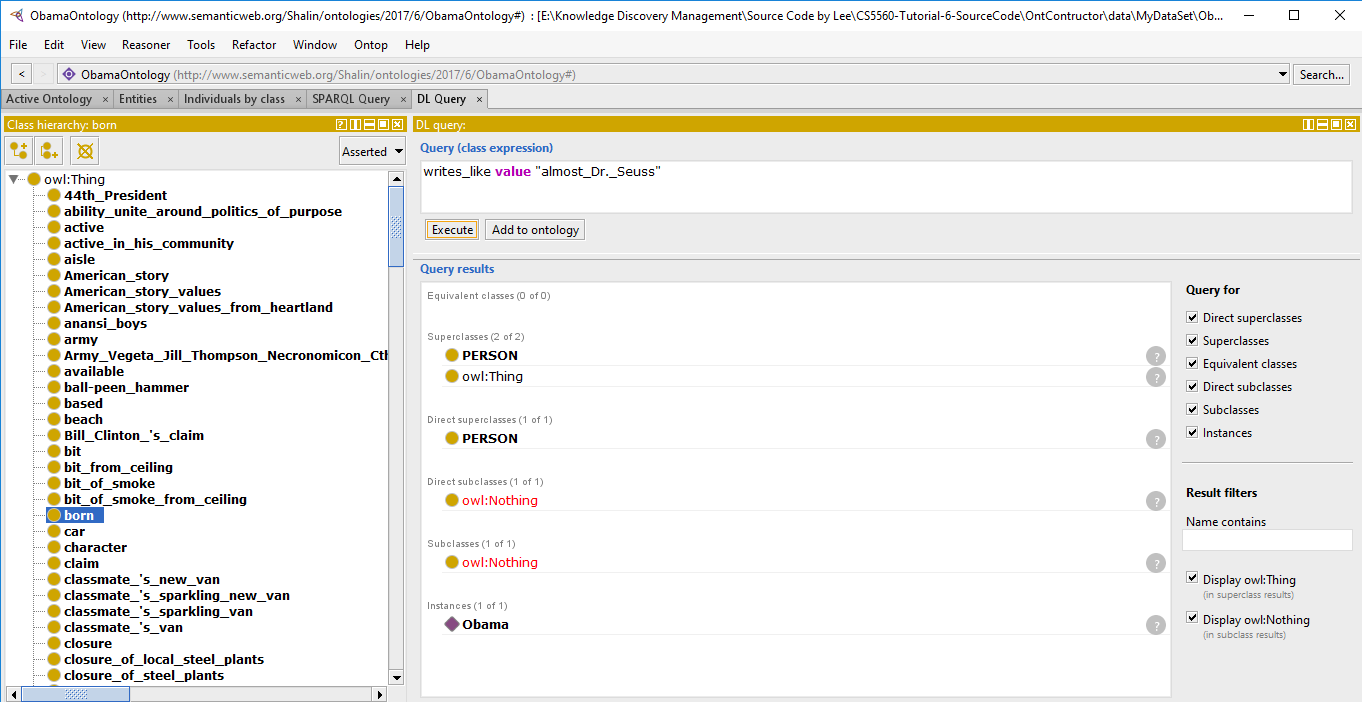 ObamaOntology (http://www.semanticweb.org/Shalin/ontologies/2017/6/ObamaOntology#) : [E:\Knowledge Discovery Management\Source Code by Lee\CS5560-Tutorial-6-SourceCode\OntContructor\data\MyDataSet\Ob...
File Edit View Reasoner Tools Refactor Window Ontop Help
< > ObamaOntology (http://www.semanticweb.org/Shalin/ontologies/2017/6/ObamaOntology#) Search...
Active Ontology × Entities × Individuals by class × SPARQL Query × DL Query ×
Class hierarchy: born
Asserted
owl:Thing
44th_President
ability_unite_around_politics_of_purpose
active
active_in_his_community
aisle
American_story
American_story_values
American_story_values_from_heartland
anansi_boys
army
Army_Vegeta_Jill_Thompson_Necronomicon_Cth
available
ball-peen_hammer
based
beach
Bill_Clinton_'s_claim
bit
bit_from_ceiling
bit_of_smoke
bit_of_smoke_from_ceiling
born
car
character
claim
classmate_'s_new_van
classmate_'s_sparkling_new_van
classmate_'s_sparkling_van
classmate_'s_van
closure
closure_of_local_steel_plants
closure_of_steel_plants
DL query:
Query (class expression)
writes_like value "almost_Dr._Seuss"
Execute Add to ontology
Query results
Equivalent classes (0 of 0)
Superclasses (2 of 2)
PERSON ?
owl:Thing ?
Direct superclasses (1 of 1)
PERSON ?
Direct subclasses (1 of 1)
owl:Nothing ?
Subclasses (1 of 1)
owl:Nothing ?
Instances (1 of 1)
Obama ?
Query for
Direct superclasses
Superclasses
Equivalent classes
Direct subclasses
Subclasses
Instances
Result filters
Name contains
Display owl:Thing
(in superclass results)
Display owl:Nothing
(in subclass results)